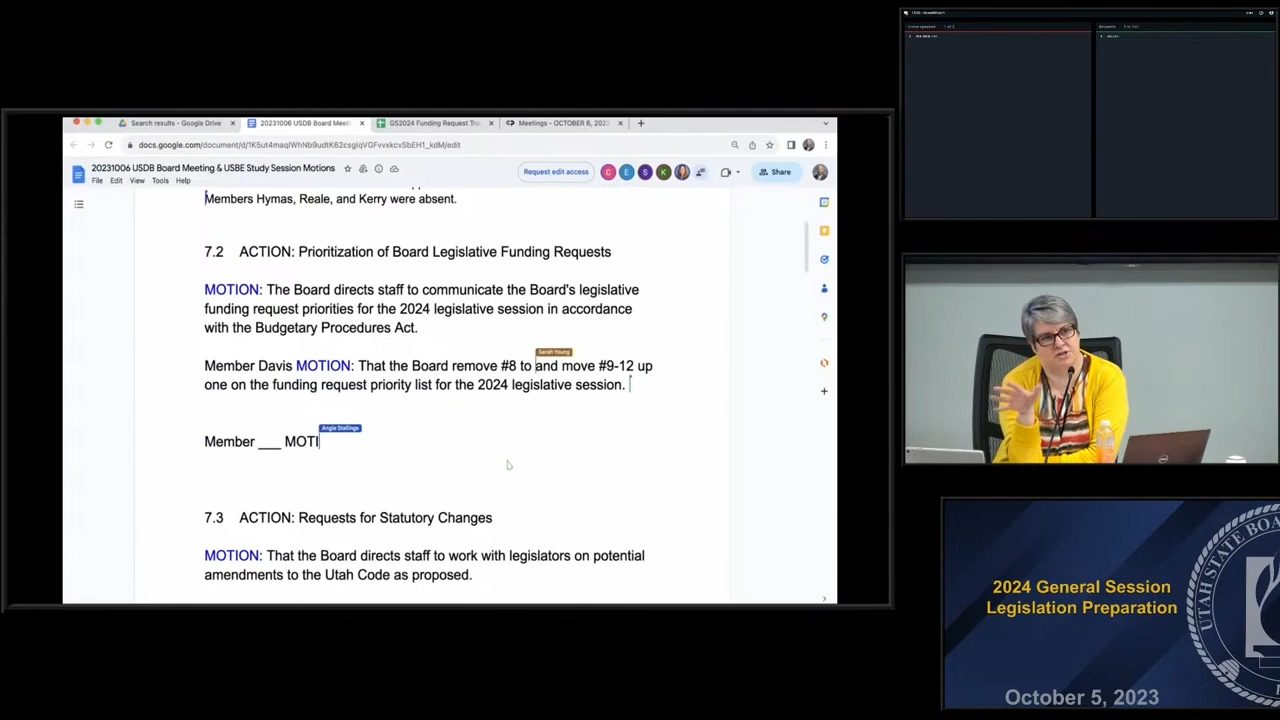 Search results - Google Drive
20231006 USDB Board Meeti
GS2024 Funding Request Tra
Meetings - OCTOBER 6, 2023
docs.google.com/document/d/
/edit
20231006 USDB Board Meeting & USBE Study Session Motions
File Edit View Tools Help
Request edit access
C E S K
Share
Members Hymas, Reale, and Kerry were absent.
7.2 ACTION: Prioritization of Board Legislative Funding Requests
MOTION: The Board directs staff to communicate the Board's legislative
funding request priorities for the 2024 legislative session in accordance
with the Budgetary Procedures Act.
Sarah Young
Member Davis MOTION: That the Board remove #8 to and move #9-12 up
one on the funding request priority list for the 2024 legislative session.
Angie Stallings
Member ___ MOTI
7.3 ACTION: Requests for Statutory Changes
MOTION: That the Board directs staff to work with legislators on potential
amendments to the Utah Code as proposed.
DELL
2024 General Session
Legislation Preparation
October 5, 2023
UTAH STATE BOA